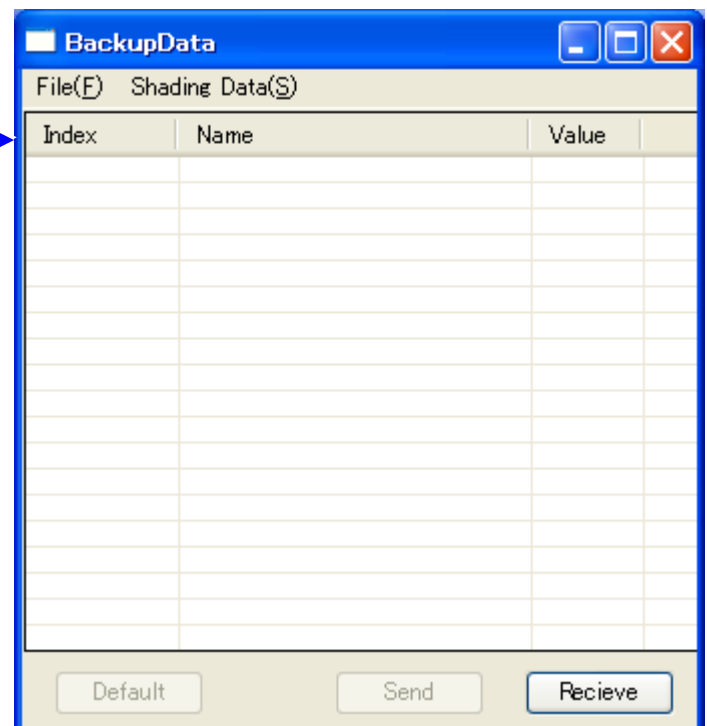 BackupData
File(F) Shading Data(S)
Index Name Value
Default Send Recieve